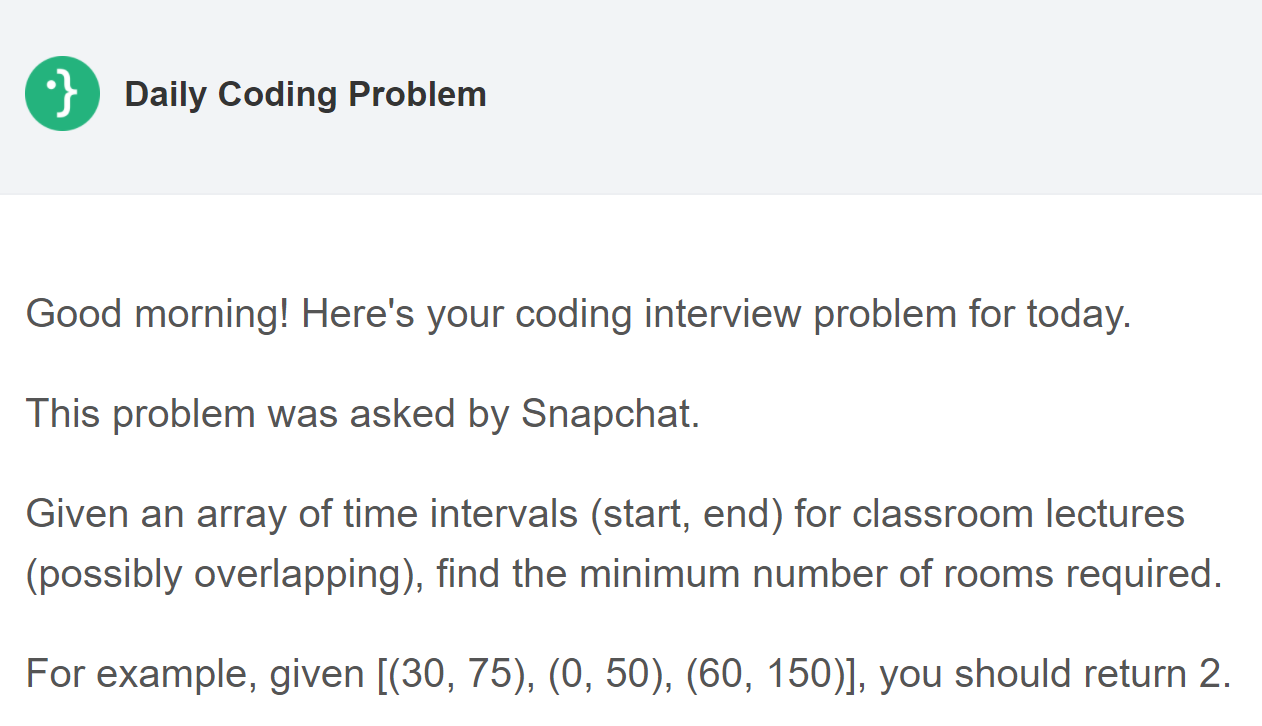 Daily Coding Problem
Good morning! Here's your coding interview problem for today.
This problem was asked by Snapchat.
Given an array of time intervals (start, end) for classroom lectures
(possibly overlapping), find the minimum number of rooms required.
For example, given [(30, 75), (0, 50), (60, 150)], you should return 2.